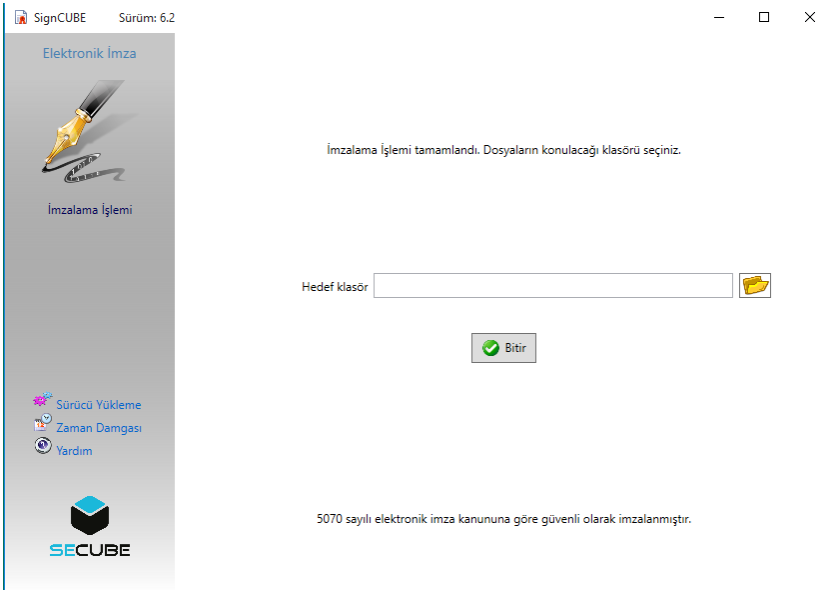 SignCUBE Sürüm: 6.2
Elektronik İmza
İmzalama İşlemi
Sürücü Yükleme
Zaman Damgası
Yardım
SECUBE
İmzalama İşlemi tamamlandı. Dosyaların konulacağı klasörü seçiniz.
Hedef klasör
Bitir
5070 sayılı elektronik imza kanununa göre güvenli olarak imzalanmıştır.